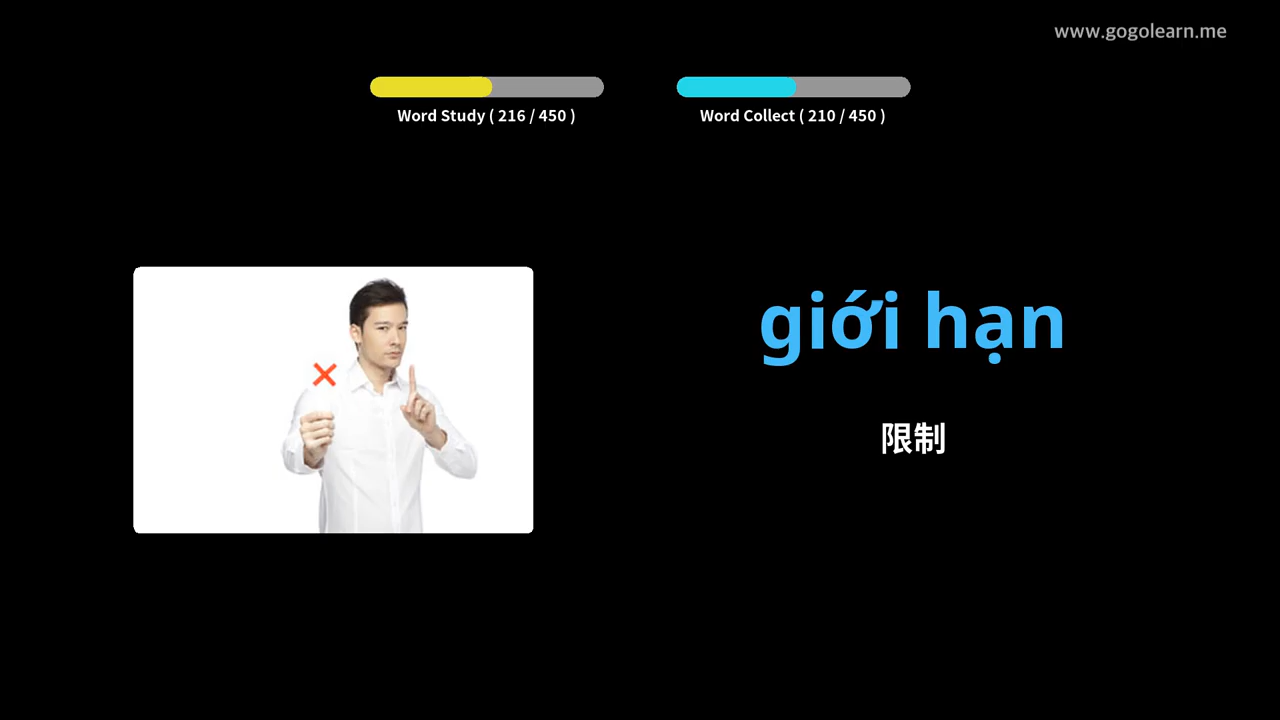 www.gogolearn.me
Word Study ( 216 / 450 )
Word Collect ( 210 / 450 )
giới hạn
限制